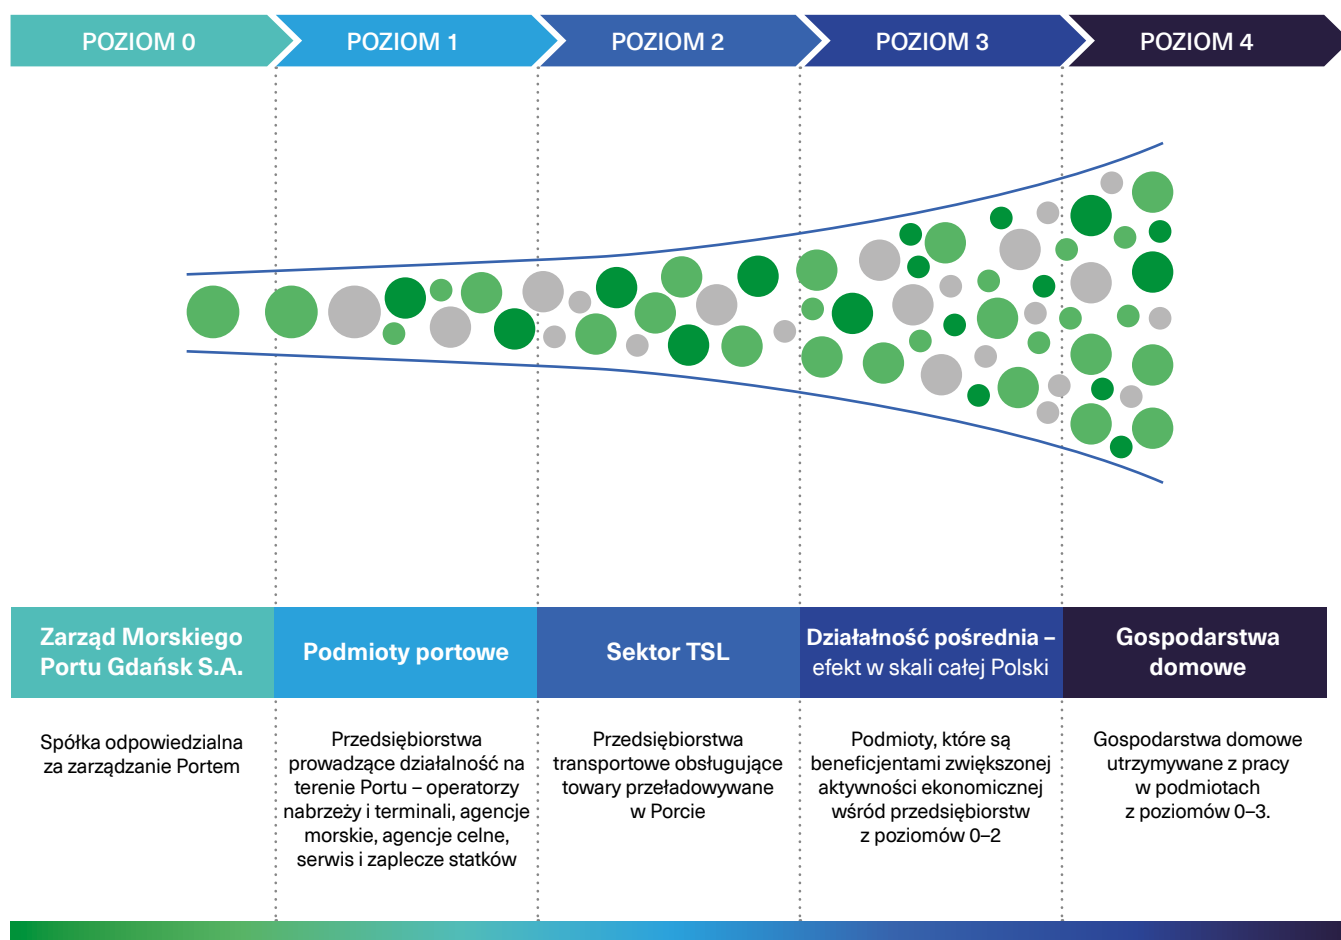 POZIOM 0
POZIOM 1
POZIOM 2
POZIOM 3
POZIOM 4
Zarząd Morskiego
Portu Gdańsk S.A.
Podmioty portowe
Sektor TSL
Działałność pośrednia –
efekt w skali całej Polski
Gospodarstwa
domowe
Spółka odpowiedzialna
za zarządzanie Portem
Przedsiębiorstwa
prowadzące działalność na
terenie Portu – operatorzy
nabrzeży i terminali, agencje
morskie, agencje celne,
serwis i zaplecze statków
Przedsiębiorstwa
transportowe obsługujące
towary przeładowywane
w Porcie
Podmioty, które są
beneficjentami zwiększonej
aktywności ekonomicznej
wśród przedsiębiorstw
z poziomów 0–2
Gospodarstwa domowe
utrzymywane z pracy
w podmiotach
z poziomów 0–3.